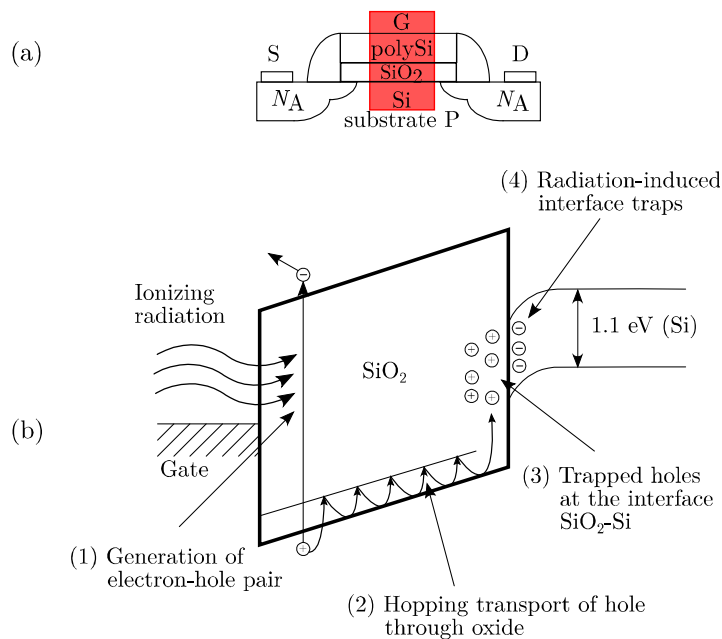 (a)
S
G
polySi
SiO2
Si
D
NA
NA
substrate P
(b)
(4) Radiation-induced
interface traps
Ionizing
radiation
SiO2
1.1 eV (Si)
Gate
(3) Trapped holes
at the interface
SiO2-Si
(1) Generation of
electron-hole pair
(2) Hopping transport of hole
through oxide